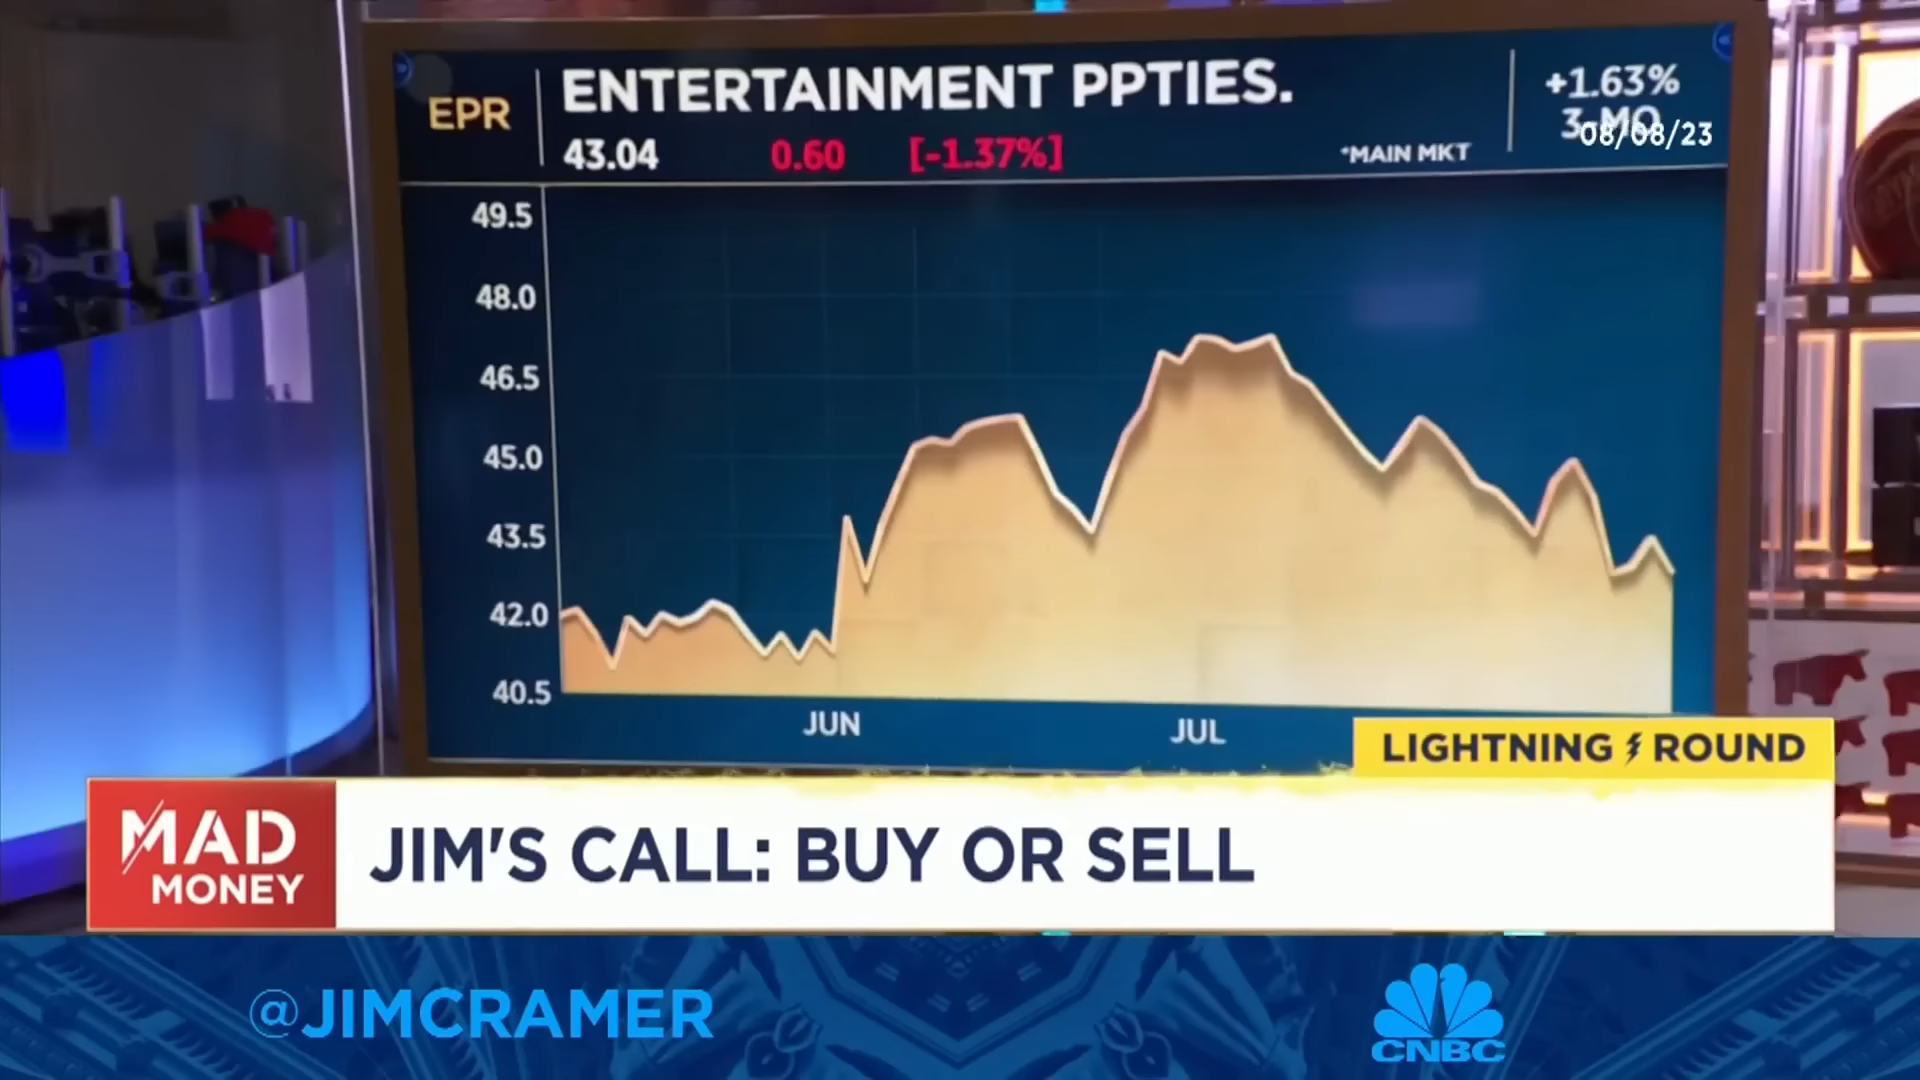 EPR
ENTERTAINMENT PPTIES.
43.04 0.60 [-1.37%]
*MAIN MKT
+1.63%
3-MO
08/08/23
49.5
48.0
46.5
45.0
43.5
42.0
40.5
JUN JUL
LIGHTNING ROUND
MAD
MONEY
JIM'S CALL: BUY OR SELL
@JIMCRAMER
CNBC